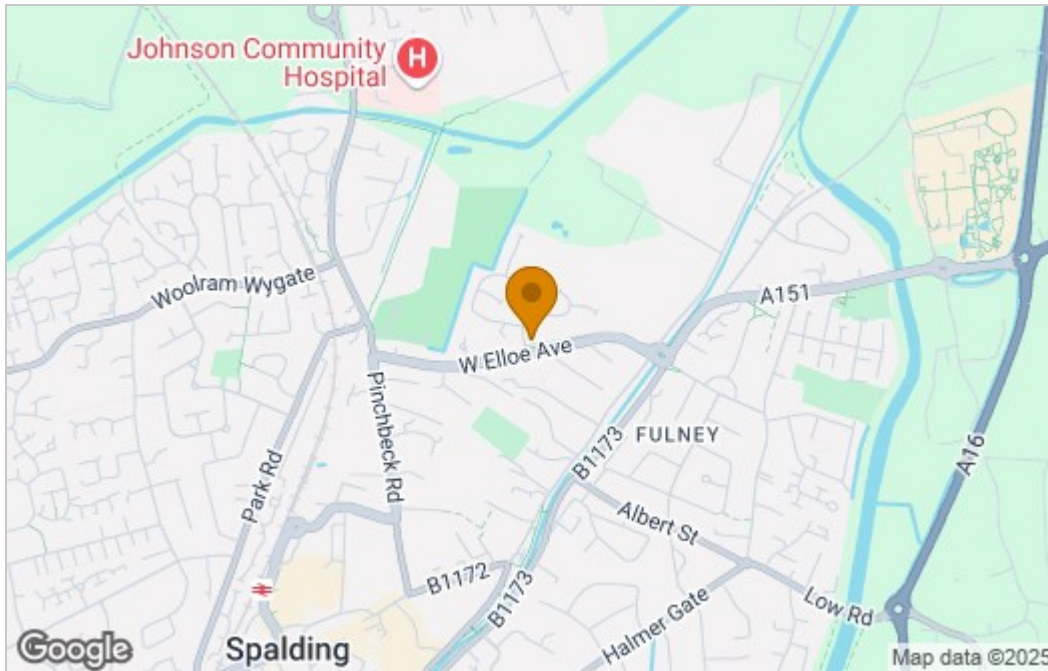 Johnson Community
Hospital
H
Woolram Wygate
A151
W Elloe Ave
Pinchbeck Rd
FULNEY
Park Rd
B1173
A16
Albert St
B1172
B1173
Low Rd
Halmer Gate
Spalding
Google
Map data ©2025